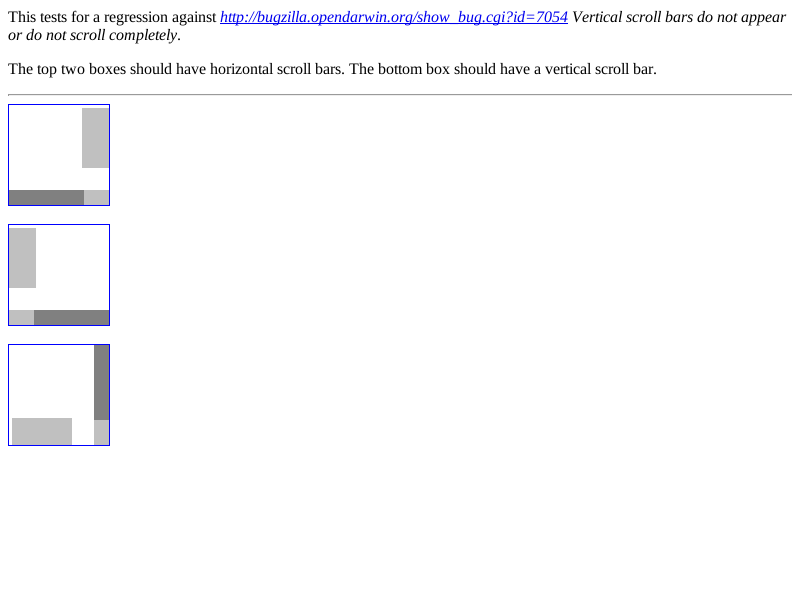 This tests for a regression against http://bugzilla.opendarwin.org/show_bug.cgi?id=7054 Vertical scroll bars do not appear
or do not scroll completely.
The top two boxes should have horizontal scroll bars. The bottom box should have a vertical scroll bar.